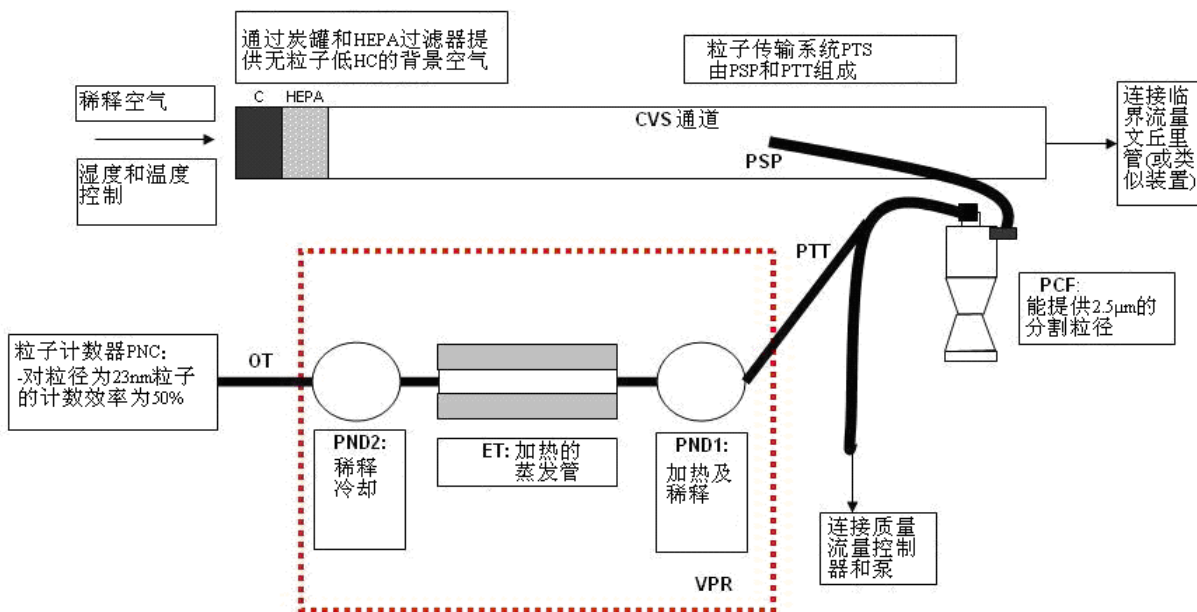 通过炭罐和HEPA过滤器提
供无粒子低HC的背景空气
粒子传输系统PTS
由PSP和PTT组成
稀释空气
C
HEPA
CVS 通道
连接临
界流量
文丘里
管(或类
似装置)
湿度和温度
控制
PSP
PTT
PCF:
能提供2.5μm的
分割粒径
粒子计数器PNC:
-对粒径为23nm粒子
的计数效率为50%
OT
PND2:
稀释
冷却
ET: 加热的
蒸发管
PND1:
加热及
稀释
连接质量
流量控制
器和泵
VPR